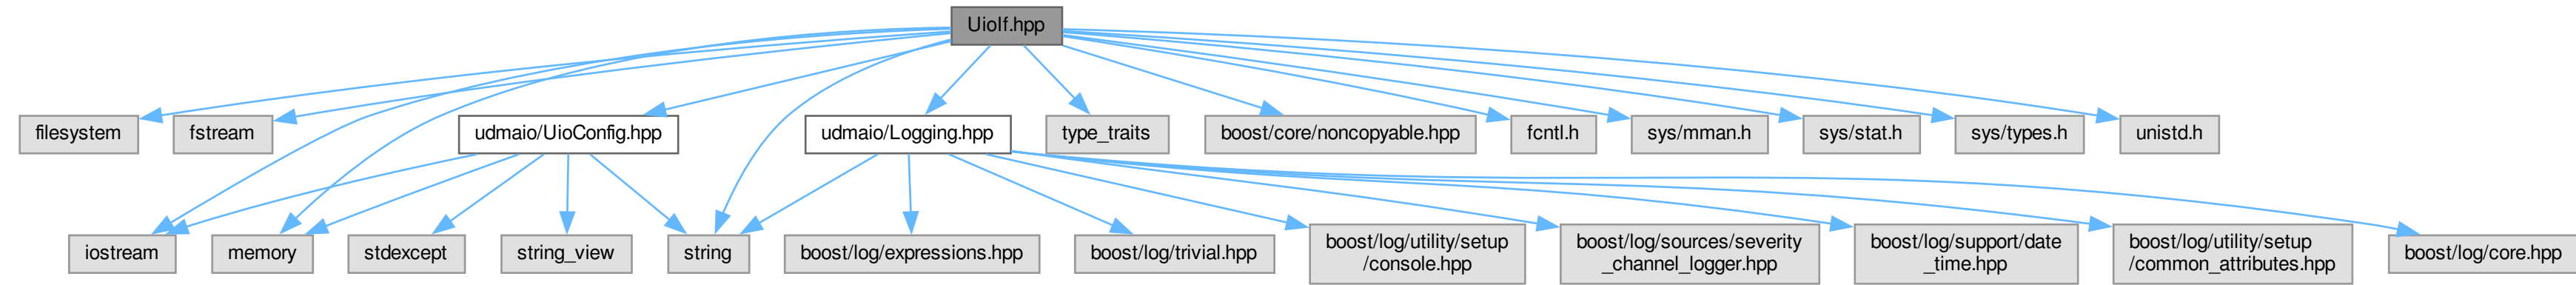 UioIf.hpp
filesystem
fstream
udmaio/UioConfig.hpp
udmaio/Logging.hpp
type_traits
boost/core/noncopyable.hpp
fcntl.h
sys/mman.h
sys/stat.h
sys/types.h
unistd.h
iostream
memory
stdexcept
string_view
string
boost/log/expressions.hpp
boost/log/trivial.hpp
boost/log/utility/setup
/console.hpp
boost/log/sources/severity
_channel_logger.hpp
boost/log/support/date
_time.hpp
boost/log/utility/setup
/common_attributes.hpp
boost/log/core.hpp